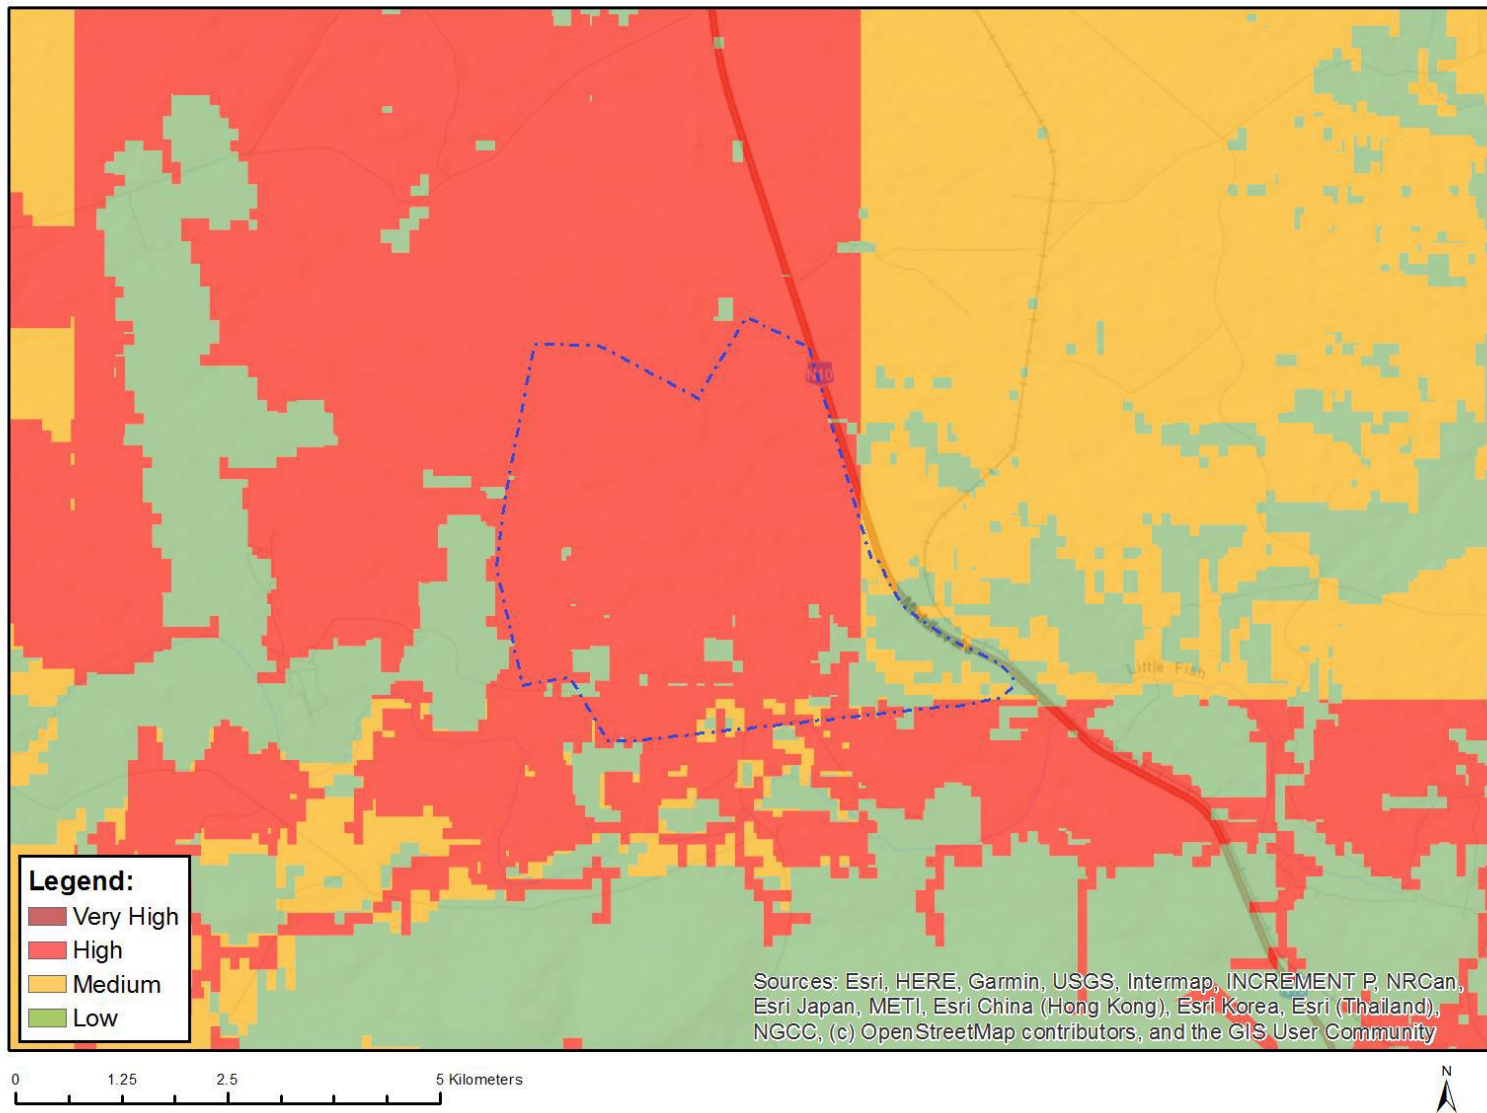 N10
Little Fish
Legend:
Very High
High
Medium
Low
Sources: Esri, HERE, Garmin, USGS, Intermap, INCREMENT P, NRCan,
Esri Japan, METI, Esri China (Hong Kong), Esri Korea, Esri (Thailand),
NGCC, (c) OpenStreetMap contributors, and the GIS User Community
0 1.25 2.5 5 Kilometers
N